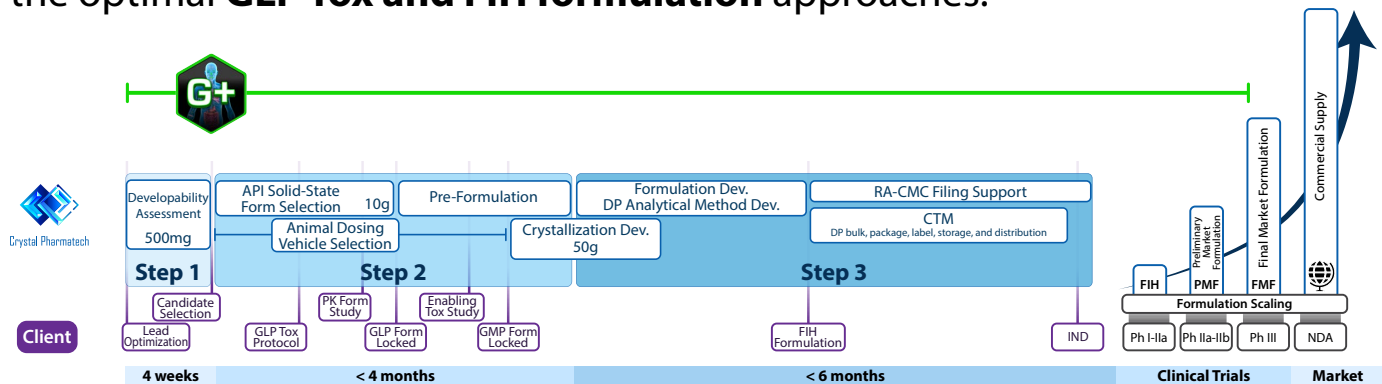 the optimal GLP Tox and FIH formulation approaches.
G+
Crystal Pharmatech
Developability
Assessment
500mg
Step 1
API Solid-State
Form Selection 10g
Pre-Formulation
Animal Dosing
Vehicle Selection
Crystallization Dev.
50g
Step 2
Formulation Dev.
DP Analytical Method Dev.
RA-CMC Filing Support
CTM
DP bulk, package, label, storage, and distribution
Step 3
Client
Lead
Optimization
Candidate
Selection
GLP Tox
Protocol
PK Form
Study
GLP Form
Locked
Enabling
Tox Study
GMP Form
Locked
FIH
Formulation
IND
FIH
Preliminary
Market
Formulation
PMF
Final Market Formulation
FMF
Commercial Supply
Formulation Scaling
Ph I-IIa
Ph IIa-IIb
Ph III
NDA
4 weeks
< 4 months
< 6 months
Clinical Trials
Market